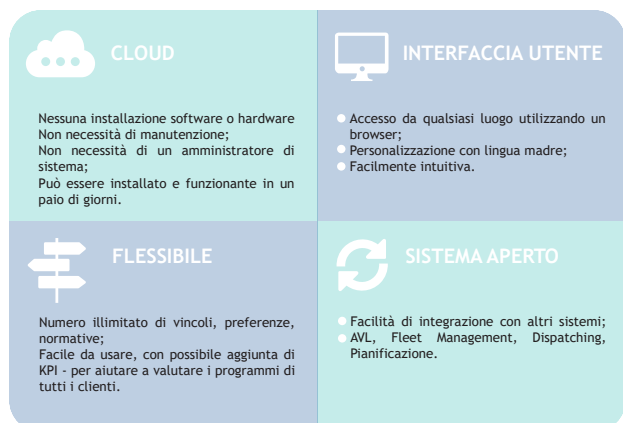 CLOUD
Nessuna installazione software o hardware
Non necessità di manutenzione;
Non necessità di un amministratore di
sistema;
Può essere installato e funzionante in un
paio di giorni.
INTERFACCIA UTENTE
Accesso da qualsiasi luogo utilizzando un
browser;
Personalizzazione con lingua madre;
Facilmente intuitiva.
FLESSIBILE
Numero illimitato di vincoli, preferenze,
normative;
Facile da usare, con possibile aggiunta di
KPI - per aiutare a valutare i programmi di
tutti i clienti.
SISTEMA APERTO
Facilità di integrazione con altri sistemi;
AVL, Fleet Management, Dispatching,
Pianificazione.